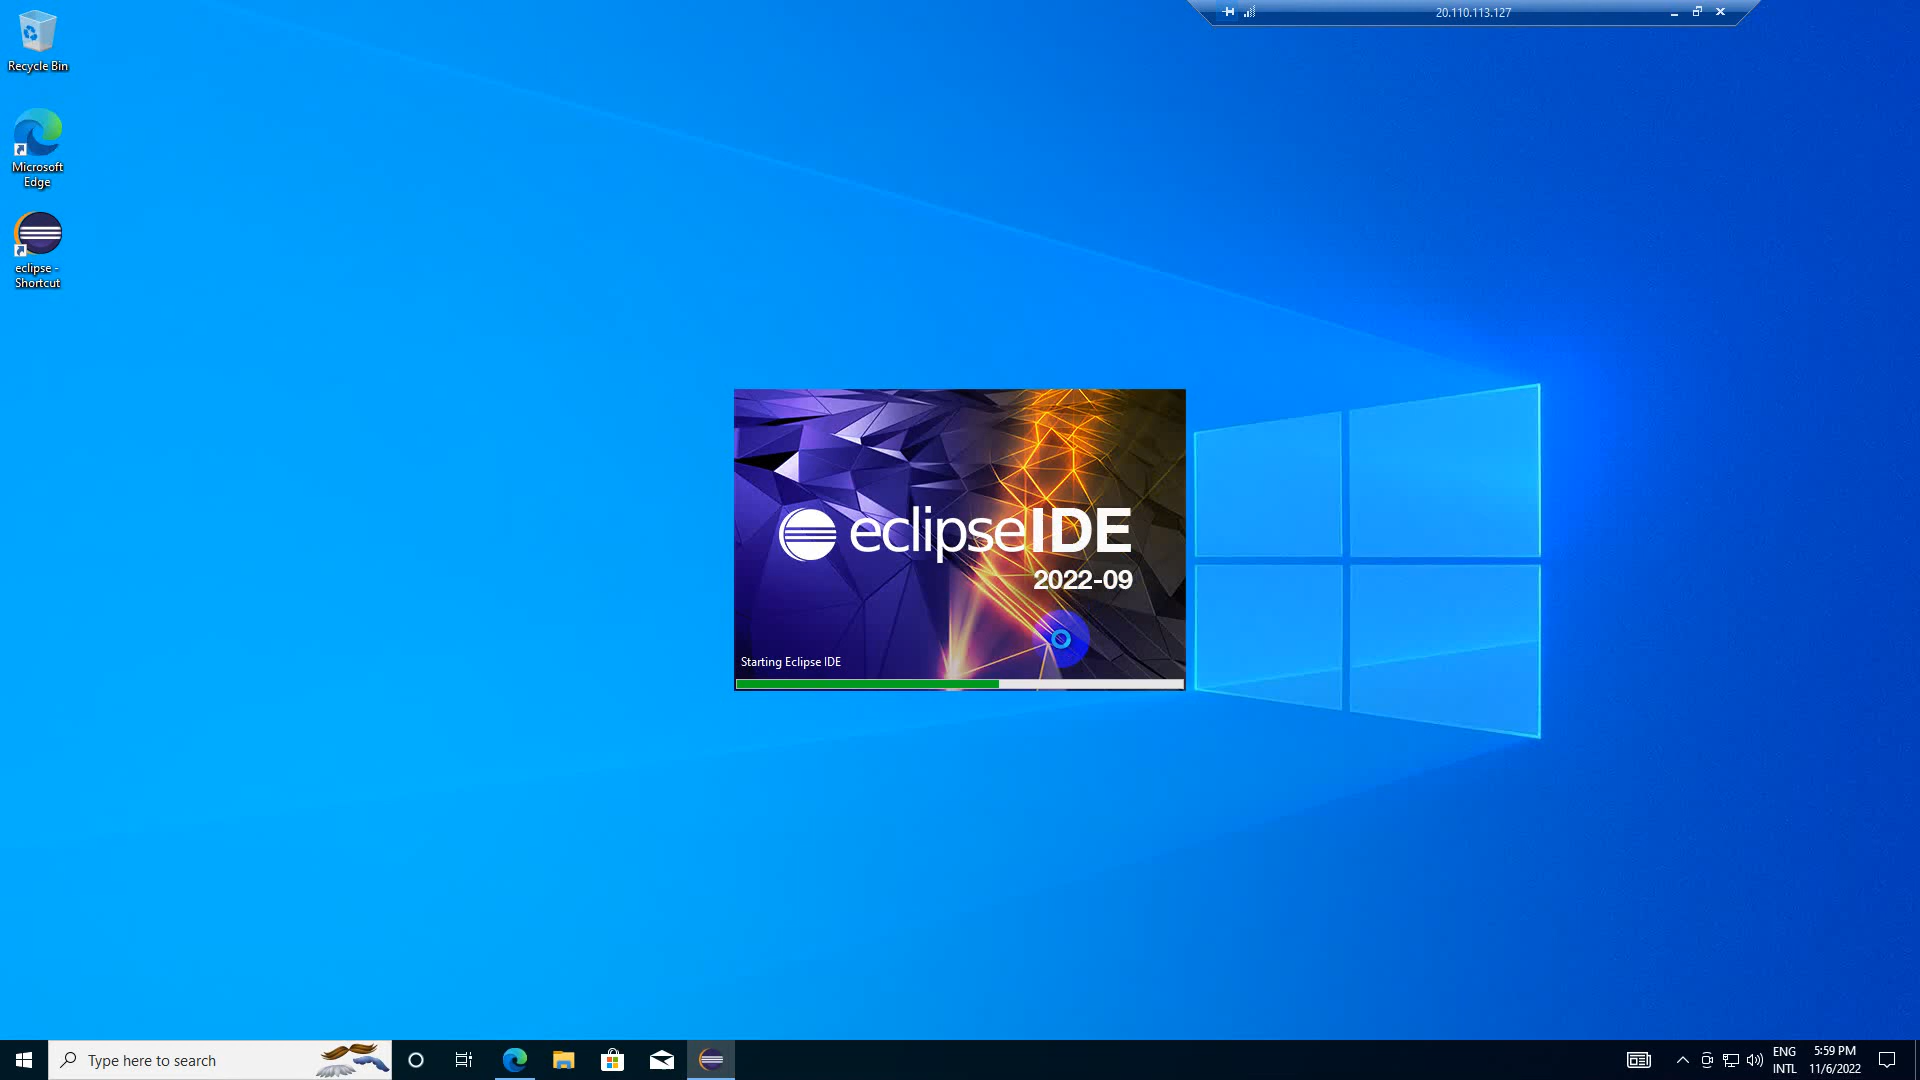 20.110.113.127
Recycle Bin
Microsoft
Edge
eclipse -
Shortcut
eclipseIDE
2022-09
Starting Eclipse IDE
Type here to search
ENG
INTL
5:59 PM
11/6/2022